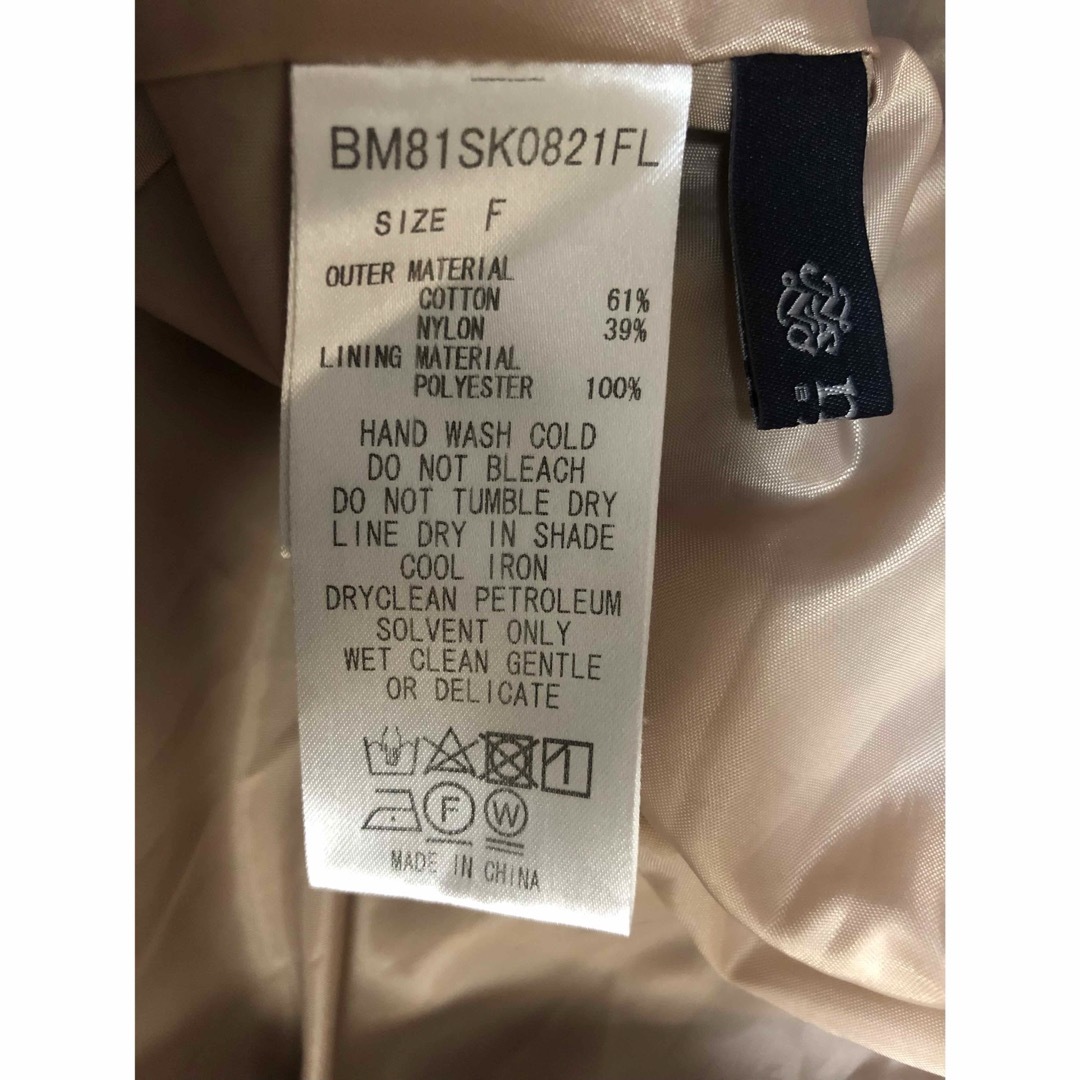 BM81SK0821FL
SIZE F
OUTER MATERIAL
COTTON 61%
NYLON 39%
LINING MATERIAL
POLYESTER 100%
HAND WASH COLD
DO NOT BLEACH
DO NOT TUMBLE DRY
LINE DRY IN SHADE
COOL IRON
DRYCLEAN PETROLEUM
SOLVENT ONLY
WET CLEAN GENTLE
OR DELICATE
F W
MADE IN CHINA